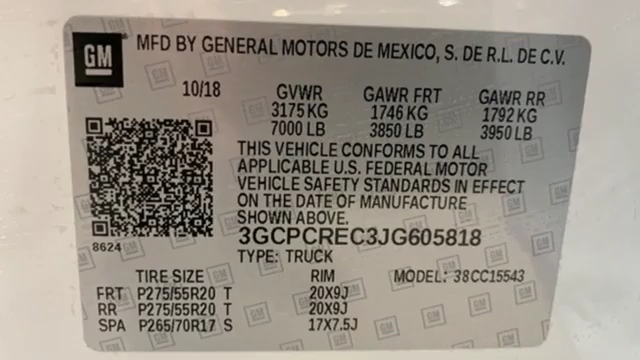 GM MFD BY GENERAL MOTORS DE MEXICO, S. DE R.L. DE C.V.
10/18 GVWR GAWR FRT GAWR RR
3175 KG 1746 KG 1792 KG
7000 LB 3850 LB 3950 LB
THIS VEHICLE CONFORMS TO ALL
APPLICABLE U.S. FEDERAL MOTOR
VEHICLE SAFETY STANDARDS IN EFFECT
ON THE DATE OF MANUFACTURE
SHOWN ABOVE.
8624
3GCPCREC3JG605818
TYPE: TRUCK
TIRE SIZE RIM MODEL: 38CC15543
FRT P275/55R20 T 20X9J
RR P275/55R20 T 20X9J
SPA P265/70R17 S 17X7.5J